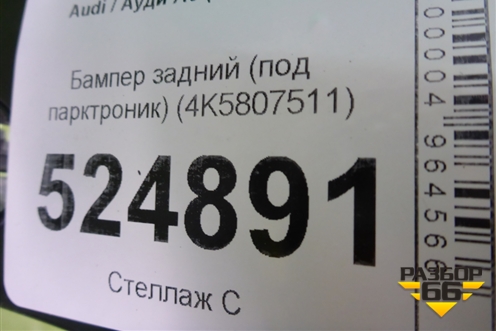 Audi / Ауди
Бампер задний (под
парктроник) (4K5807511)
524891
Стеллаж С
РАЗБОР
66